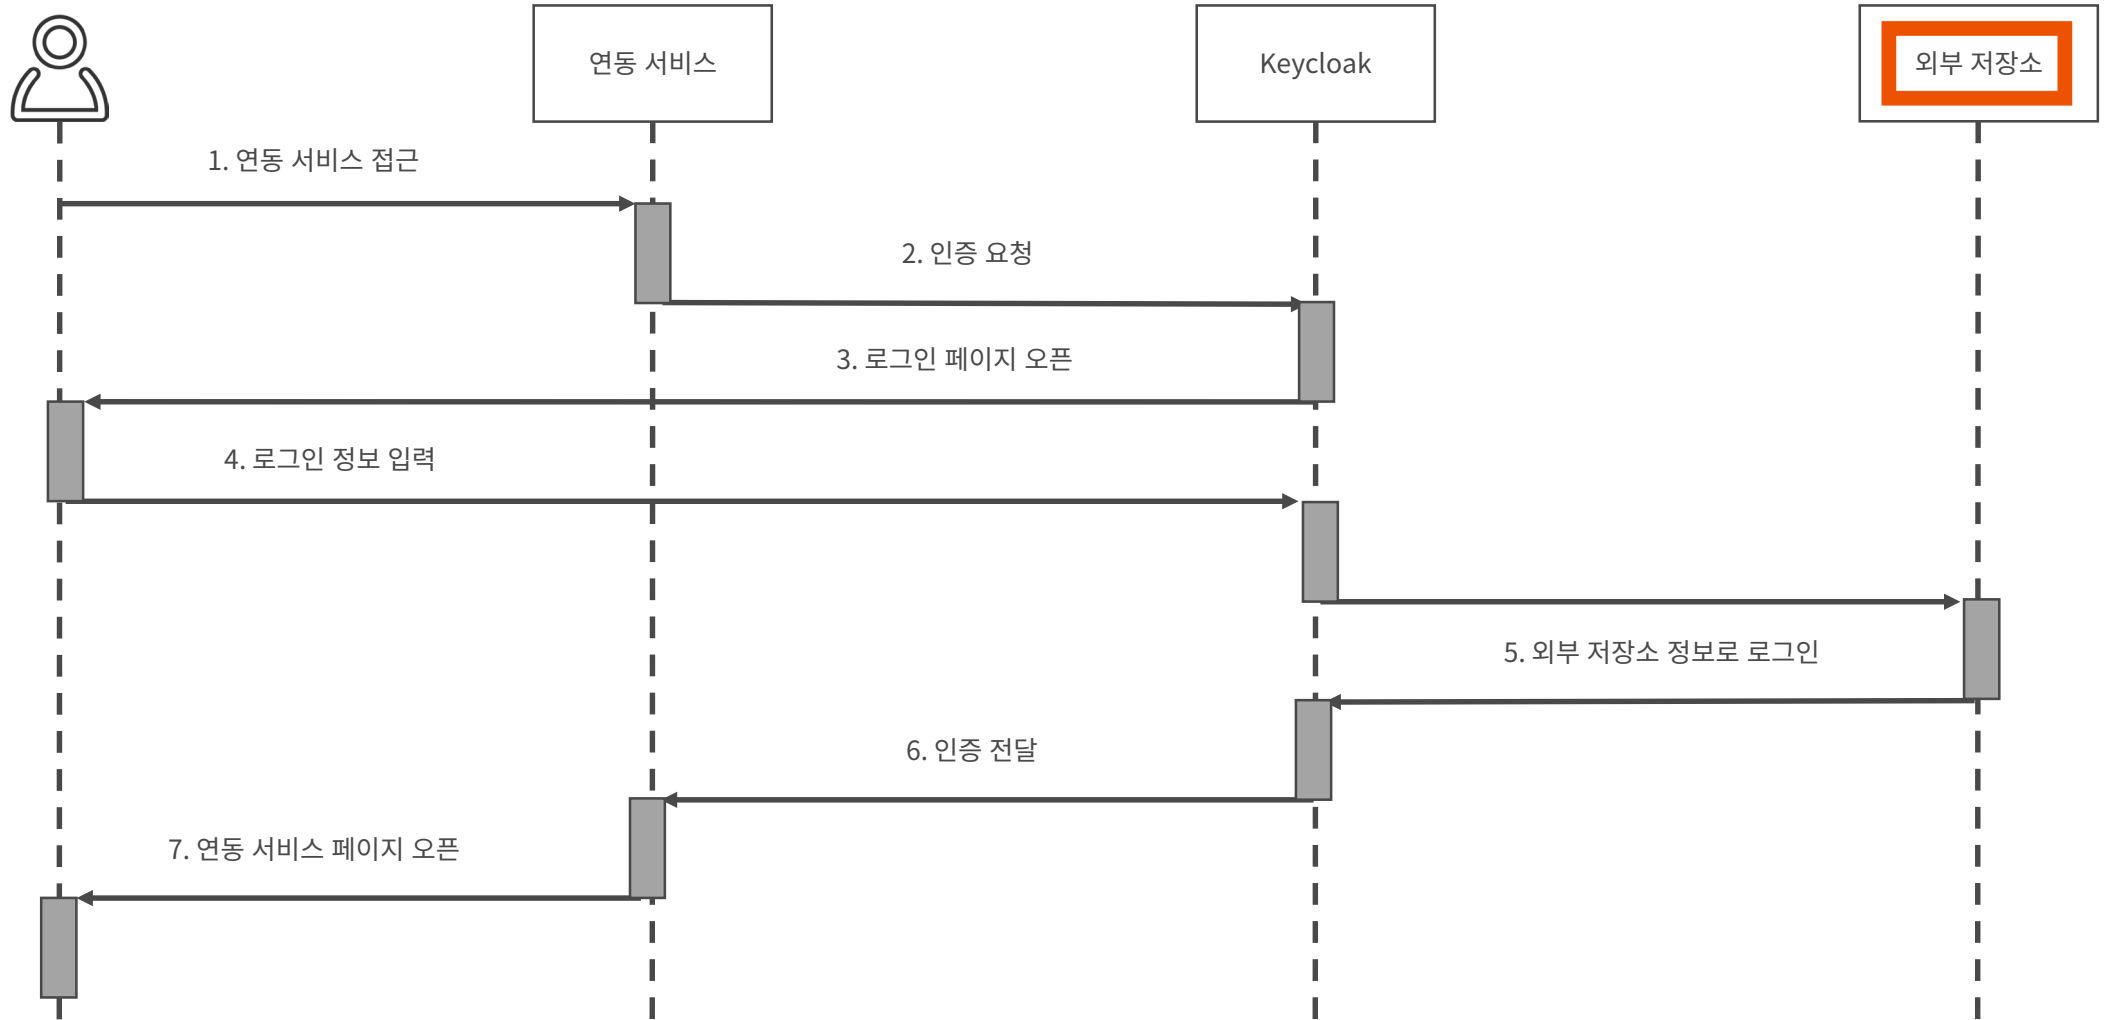 연동 서비스
Keycloak
외부 저장소
1. 연동 서비스 접근
2. 인증 요청
3. 로그인 페이지 오픈
4. 로그인 정보 입력
5. 외부 저장소 정보로 로그인
6. 인증 전달
7. 연동 서비스 페이지 오픈